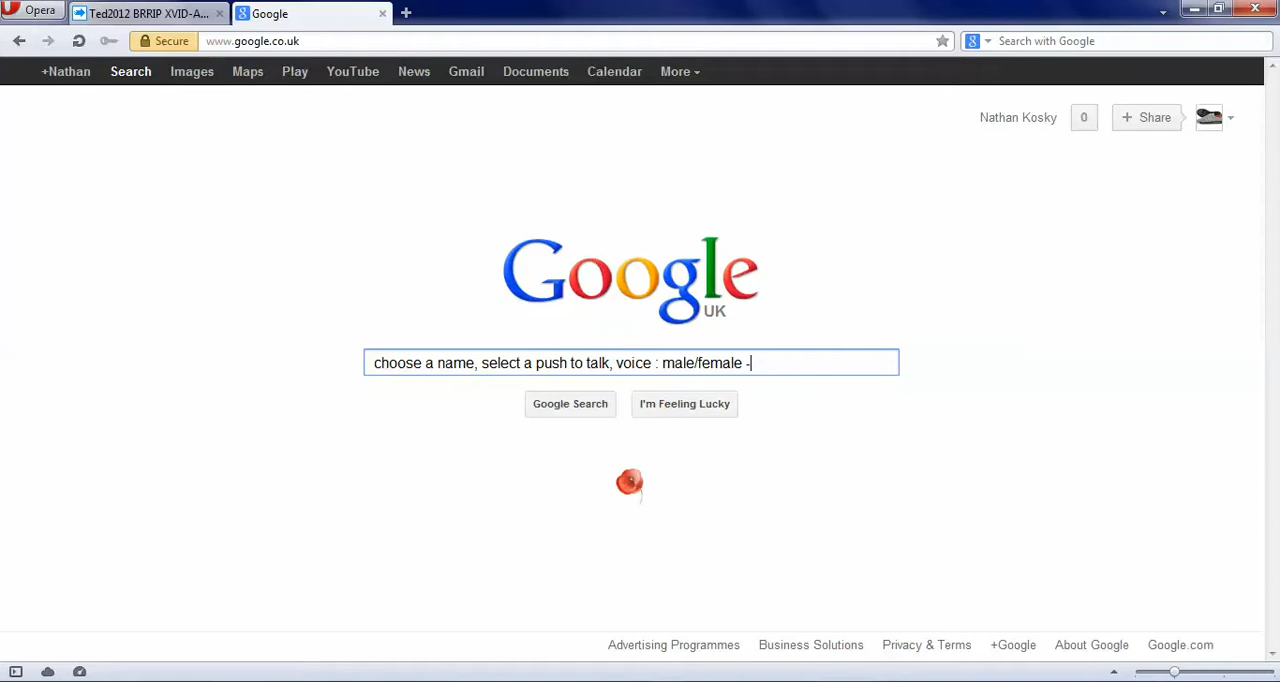 Opera
Ted2012 BRRIP XVID-A...
Google
Secure
www.google.co.uk
Search with Google
+Nathan Search Images Maps Play YouTube News Gmail Documents Calendar More
Nathan Kosky 0 + Share
Google
UK
choose a name, select a push to talk, voice : male/female -
Google Search I'm Feeling Lucky
Advertising Programmes Business Solutions Privacy & Terms +Google About Google Google.com